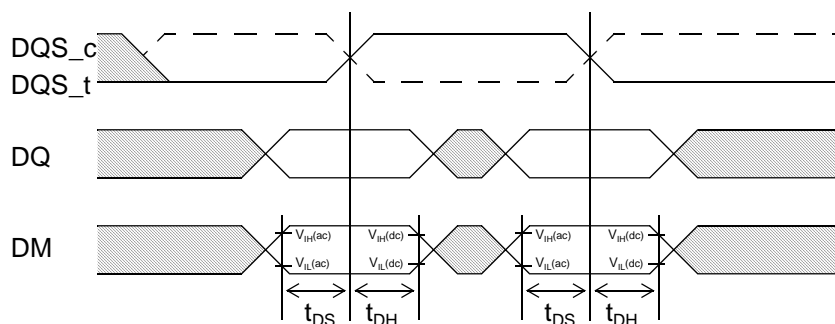 DQS_c
DQS_t
DQ
DM
VIH(ac) VIH(dc) VIH(ac) VIH(dc)
VIL(ac) VIL(dc) VIL(ac) VIL(dc)
tDS tDH tDS tDH